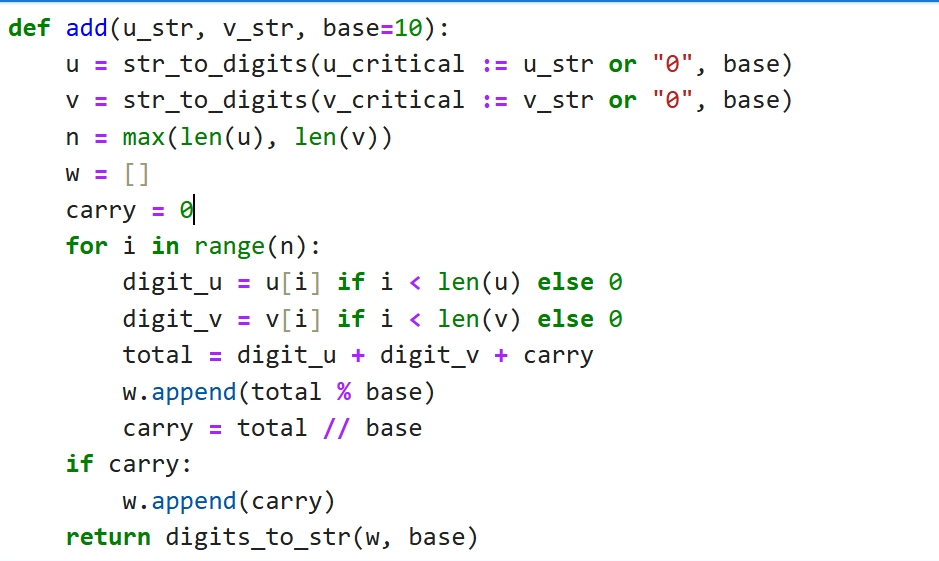 def add(u_str, v_str, base=10):
    u = str_to_digits(u_critical := u_str or "0", base)
    v = str_to_digits(v_critical := v_str or "0", base)
    n = max(len(u), len(v))
    w = []
    carry = 0
    for i in range(n):
        digit_u = u[i] if i < len(u) else 0
        digit_v = v[i] if i < len(v) else 0
        total = digit_u + digit_v + carry
        w.append(total % base)
        carry = total // base
    if carry:
        w.append(carry)
    return digits_to_str(w, base)